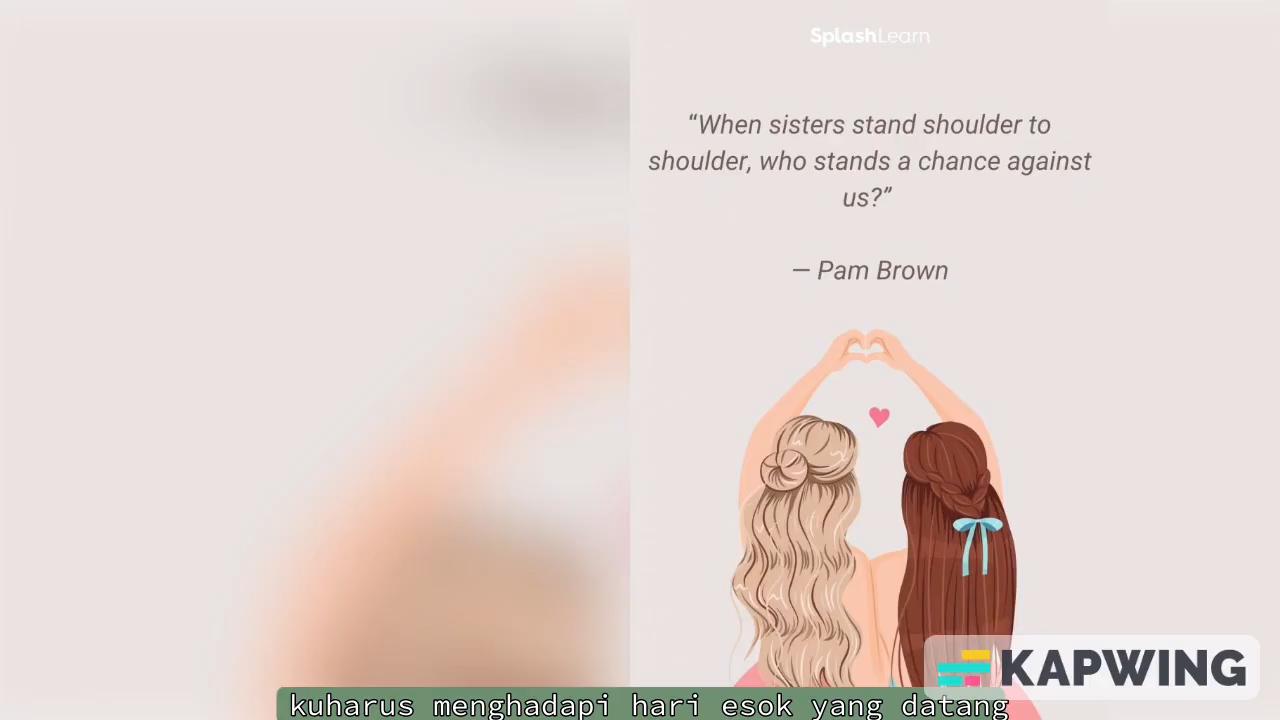 SplashLearn
“When sisters stand shoulder to
shoulder, who stands a chance against
us?”
— Pam Brown
KAPWING
kuharus menghadapi hari esok yang datang